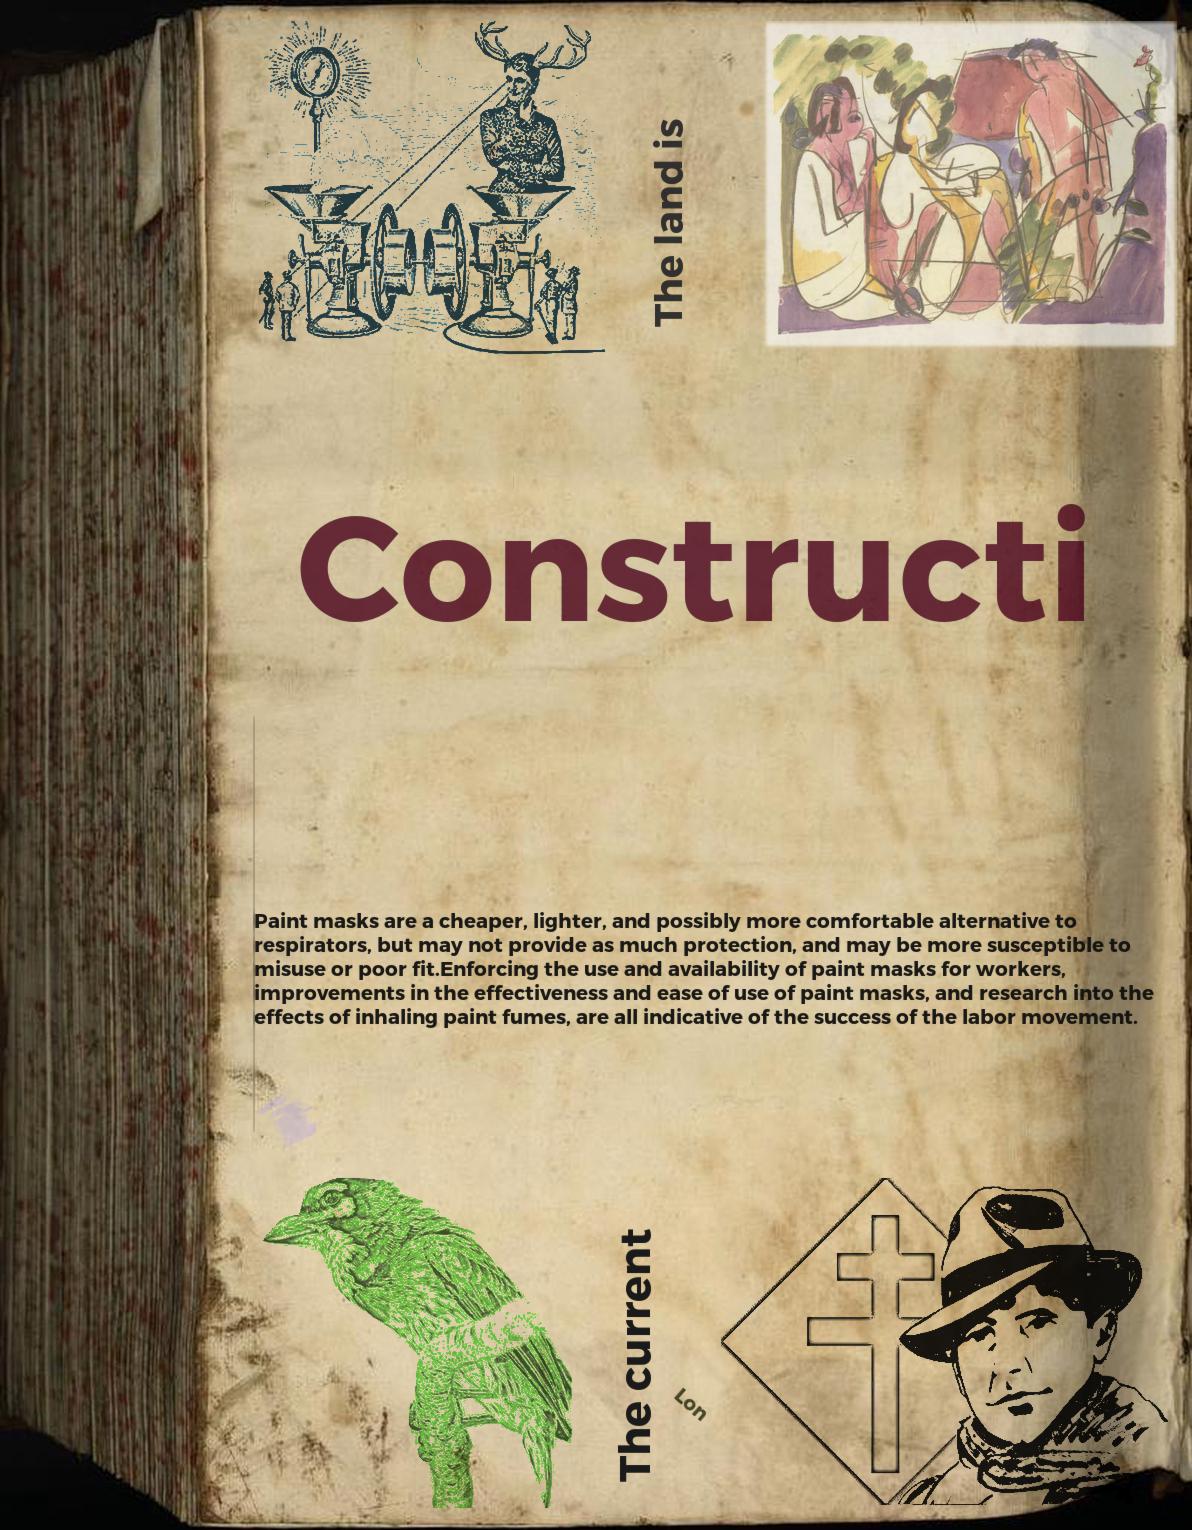 The land is
Constructi
Paint masks are a cheaper, lighter, and possibly more comfortable alternative to
respirators, but may not provide as much protection, and may be more susceptible to
misuse or poor fit.Enforcing the use and availability of paint masks for workers,
improvements in the effectiveness and ease of use of paint masks, and research into the
effects of inhaling paint fumes, are all indicative of the success of the labor movement.
The current
Lon